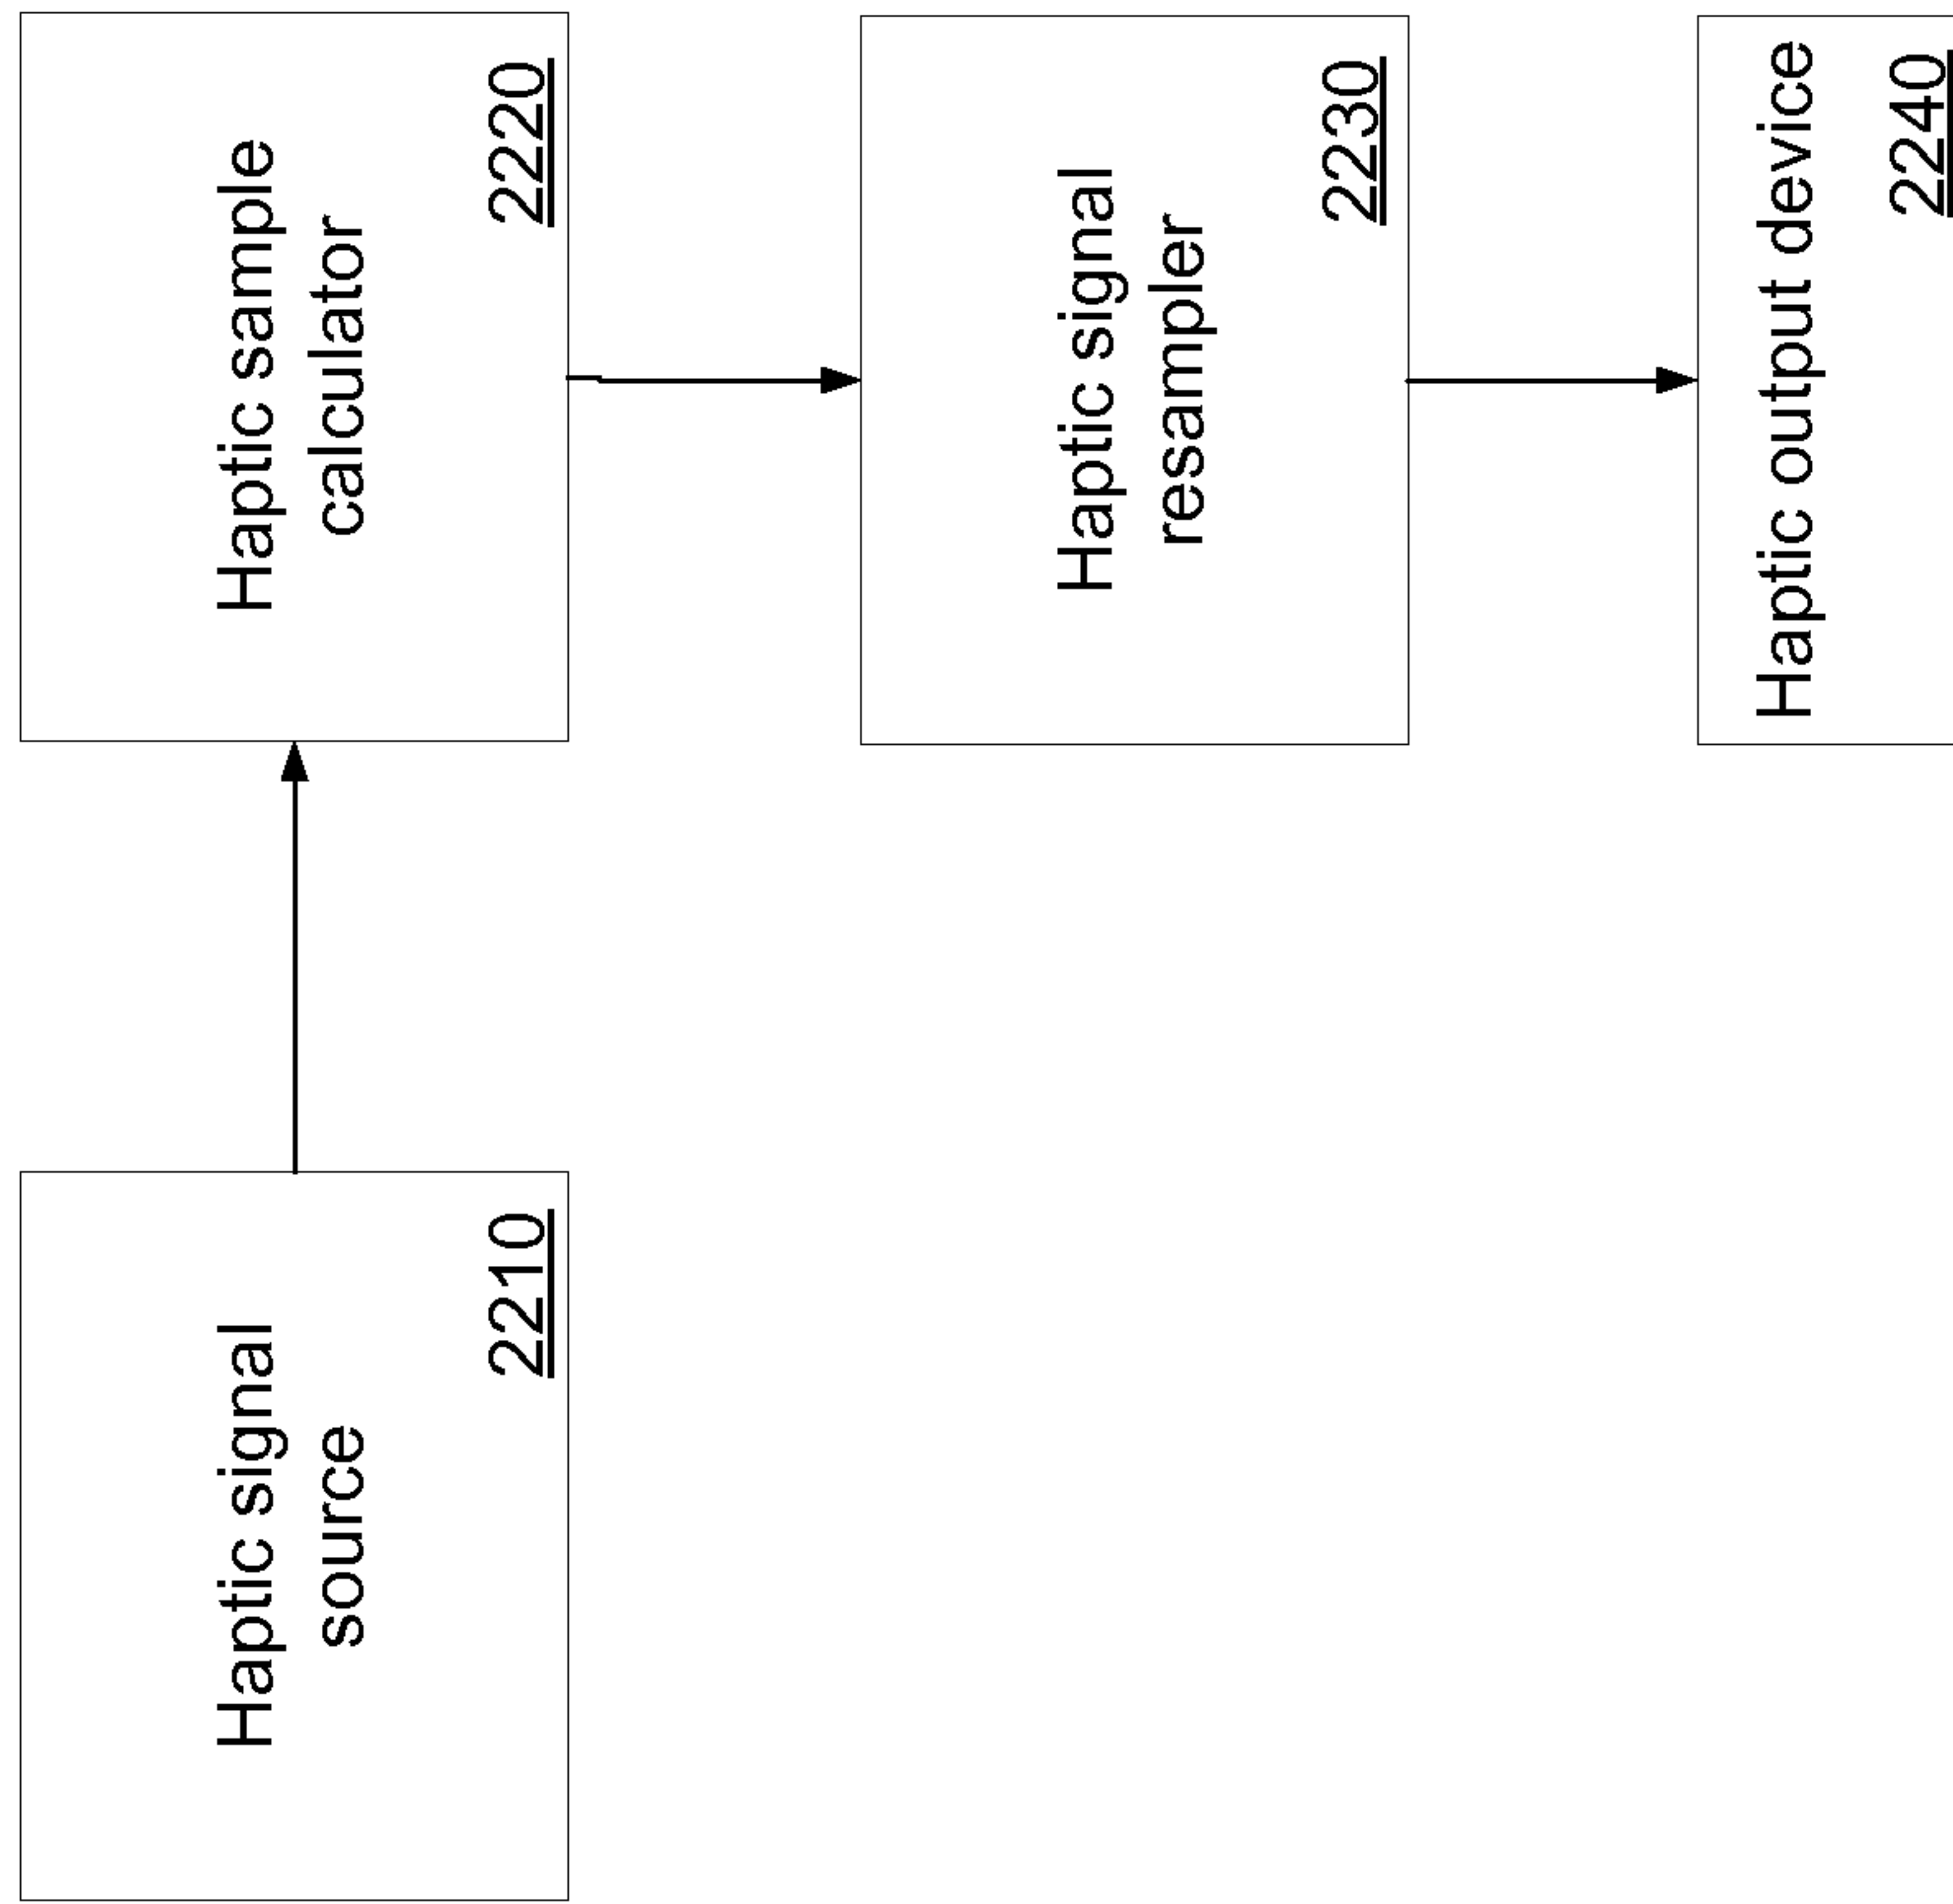 Haptic signal
source
2210
Haptic sample
calculator
2220
Haptic signal
resampler
2230
Haptic output device
2240